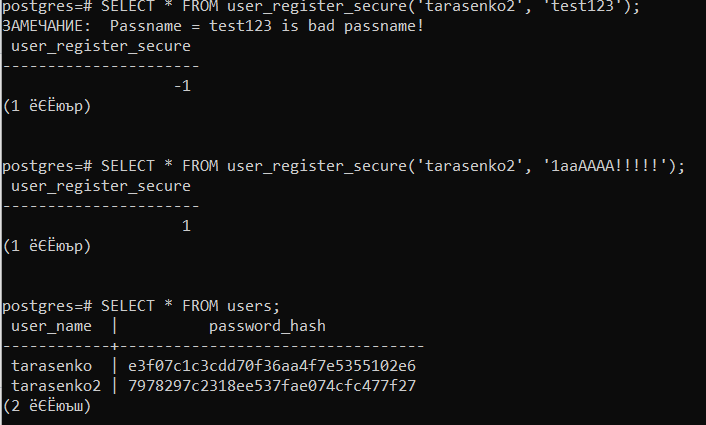 postgres=# SELECT * FROM user_register_secure('tarasenko2', 'test123');
ЗАМЕЧАНИЕ:  Passname = test123 is bad passname!
 user_register_secure
----------------------
                   -1
(1 ёЄЁюър)
postgres=# SELECT * FROM user_register_secure('tarasenko2', '1aaAAAA!!!!!');
 user_register_secure
----------------------
                    1
(1 ёЄЁюър)
postgres=# SELECT * FROM users;
 user_name  |          password_hash
------------+----------------------------------
 tarasenko  | e3f07c1c3cdd70f36aa4f7e5355102e6
 tarasenko2 | 7978297c2318ee537fae074cfc477f27
(2 ёЄЁюъш)